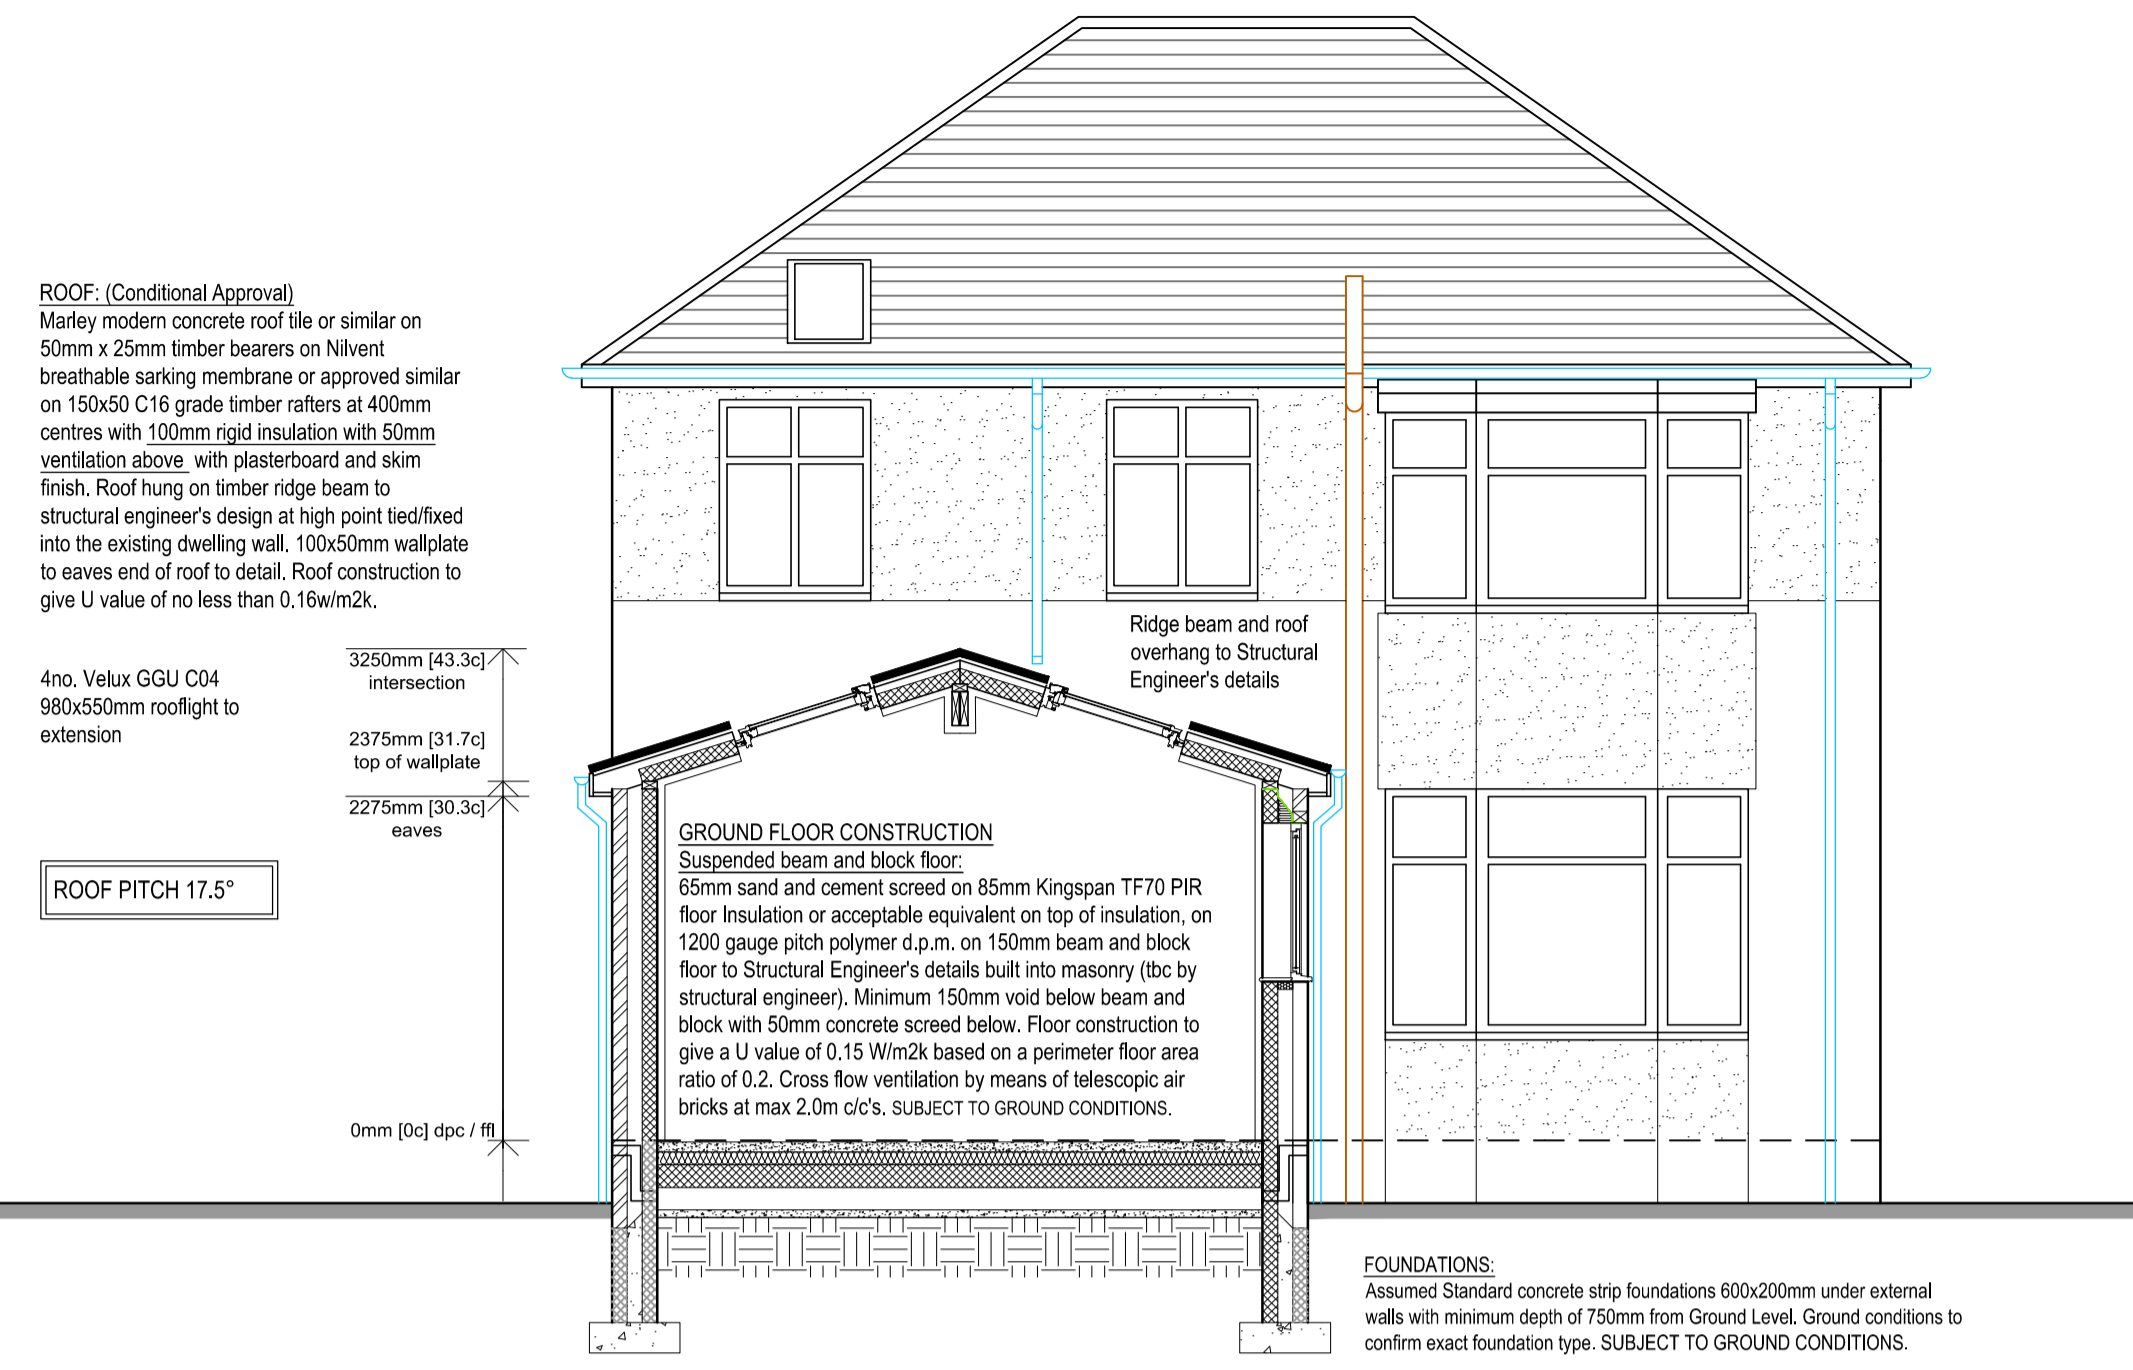 ROOF: (Conditional Approval)
Marley modern concrete roof tile or similar on
50mm x 25mm timber bearers on Nilvent
breathable sarking membrane or approved similar
on 150x50 C16 grade timber rafters at 400mm
centres with 100mm rigid insulation with 50mm
ventilation above with plasterboard and skim
finish. Roof hung on timber ridge beam to
structural engineer's design at high point tied/fixed
into the existing dwelling wall. 100x50mm wallplate
to eaves end of roof to detail. Roof construction to
give U value of no less than 0.16w/m2k.
4no. Velux GGU C04
980x550mm rooflight to
extension
3250mm [43.3c]
intersection
2375mm [31.7c]
top of wallplate
2275mm [30.3c]
eaves
ROOF PITCH 17.5°
0mm [0c] dpc / ffl
Ridge beam and roof
overhang to Structural
Engineer's details
GROUND FLOOR CONSTRUCTION
Suspended beam and block floor:
65mm sand and cement screed on 85mm Kingspan TF70 PIR
floor Insulation or acceptable equivalent on top of insulation, on
1200 gauge pitch polymer d.p.m. on 150mm beam and block
floor to Structural Engineer's details built into masonry (tbc by
structural engineer). Minimum 150mm void below beam and
block with 50mm concrete screed below. Floor construction to
give a U value of 0.15 W/m2k based on a perimeter floor area
ratio of 0.2. Cross flow ventilation by means of telescopic air
bricks at max 2.0m c/c's. SUBJECT TO GROUND CONDITIONS.
FOUNDATIONS:
Assumed Standard concrete strip foundations 600x200mm under external
walls with minimum depth of 750mm from Ground Level. Ground conditions to
confirm exact foundation type. SUBJECT TO GROUND CONDITIONS.